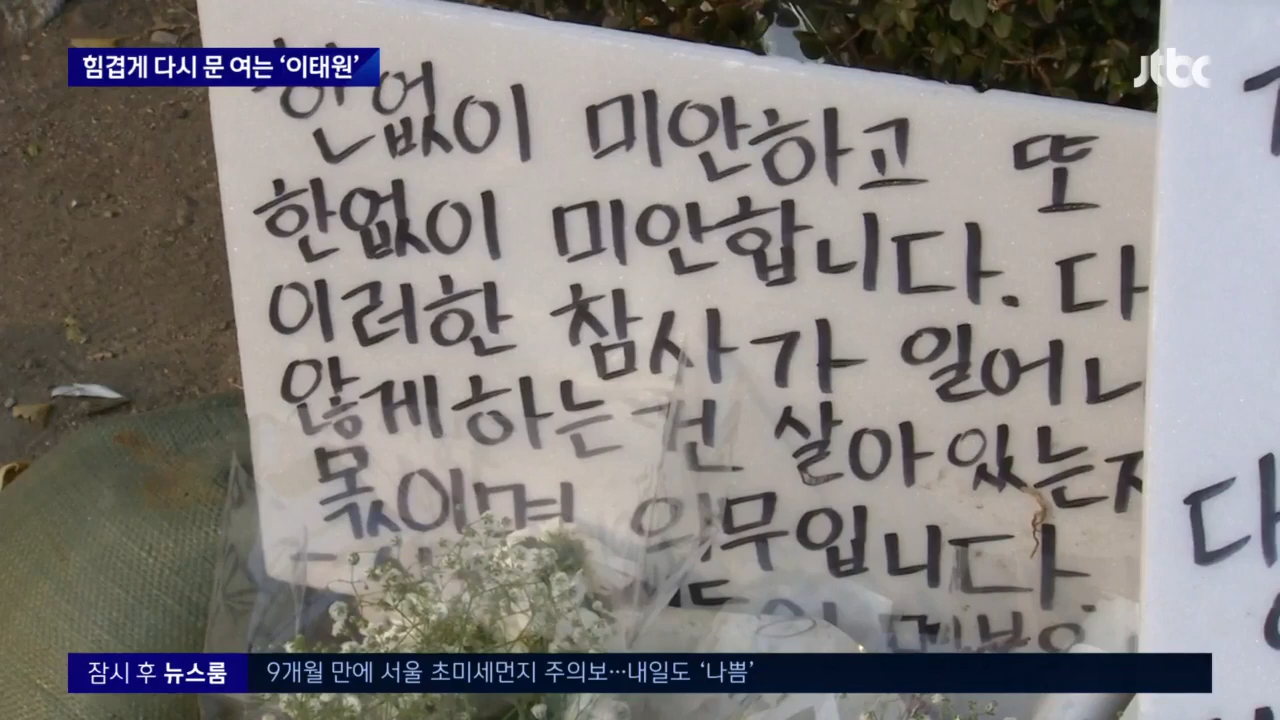 힘겹게 다시 문 여는 ‘이태원’
jtbc
한없이 미안하고 또
한없이 미안합니다. 다
이러한 참사가 일어나
않게하는건 살아있는자
몫이며 의무입니다.
다
잠시 후 뉴스룸
9개월 만에 서울 초미세먼지 주의보…내일도 ‘나쁨’